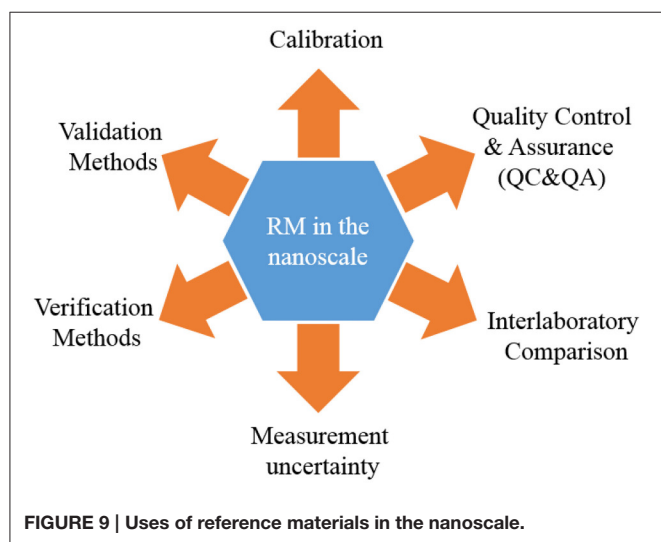 Calibration
Validation
Methods
Quality Control
& Assurance
(QC&QA)
RM in the
nanoscale
Verification
Methods
Interlaboratory
Comparison
Measurement
uncertainty
FIGURE 9 | Uses of reference materials in the nanoscale.